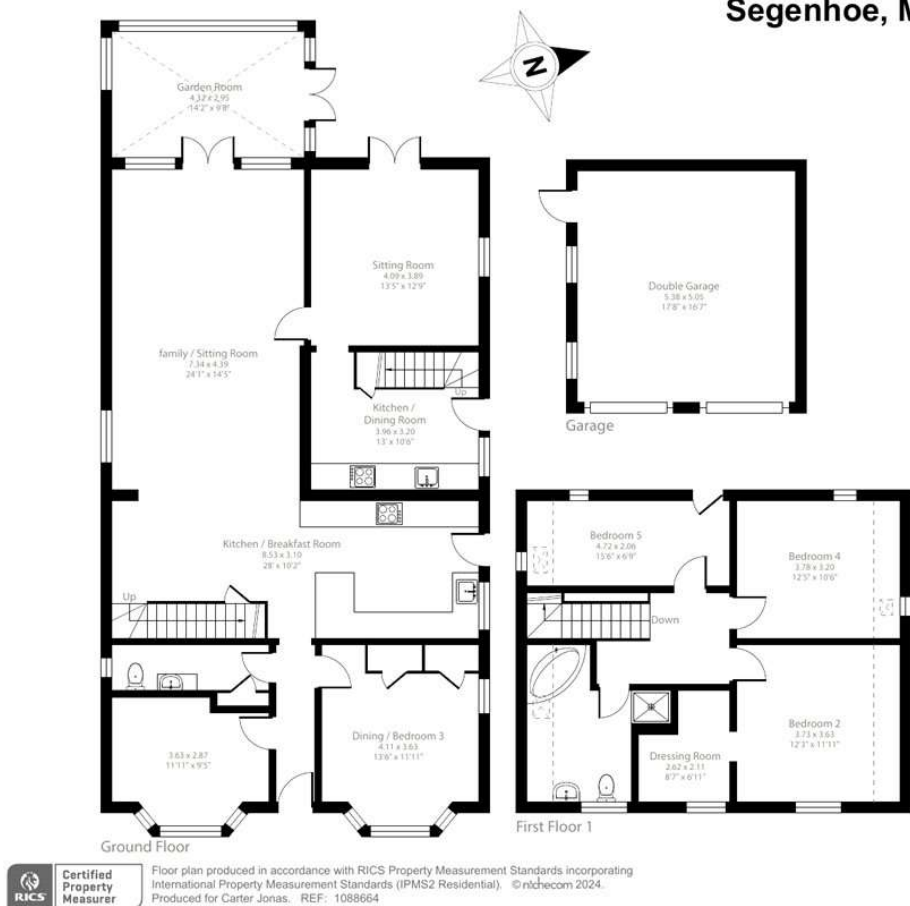 Segenhoe, M
N
Garden Room
4.32 x 2.95
14'2" x 9'8"
Sitting Room
4.09 x 3.89
13'5" x 12'9"
Double Garage
5.38 x 5.05
17'8" x 16'7"
Garage
family / Sitting Room
7.34 x 4.39
24'1" x 14'5"
Up
Kitchen /
Dining Room
3.96 x 3.20
13' x 10'6"
Kitchen / Breakfast Room
8.53 x 3.10
28' x 10'2"
Up
Bedroom 5
4.72 x 2.06
15'6" x 6'9"
Bedroom 4
3.78 x 3.20
12'5" x 10'6"
Down
3.63 x 2.87
11'11" x 9'5"
Dining / Bedroom 3
4.11 x 3.63
13'6" x 11'11"
Dressing Room
2.62 x 2.11
8'7" x 6'11"
Bedroom 2
3.73 x 3.63
12'3" x 11'11"
Ground Floor
First Floor 1
RICS
Certified
Property
Measurer
Floor plan produced in accordance with RICS Property Measurement Standards incorporating
International Property Measurement Standards (IPMS2 Residential). © nichecom 2024.
Produced for Carter Jonas. REF: 1088664